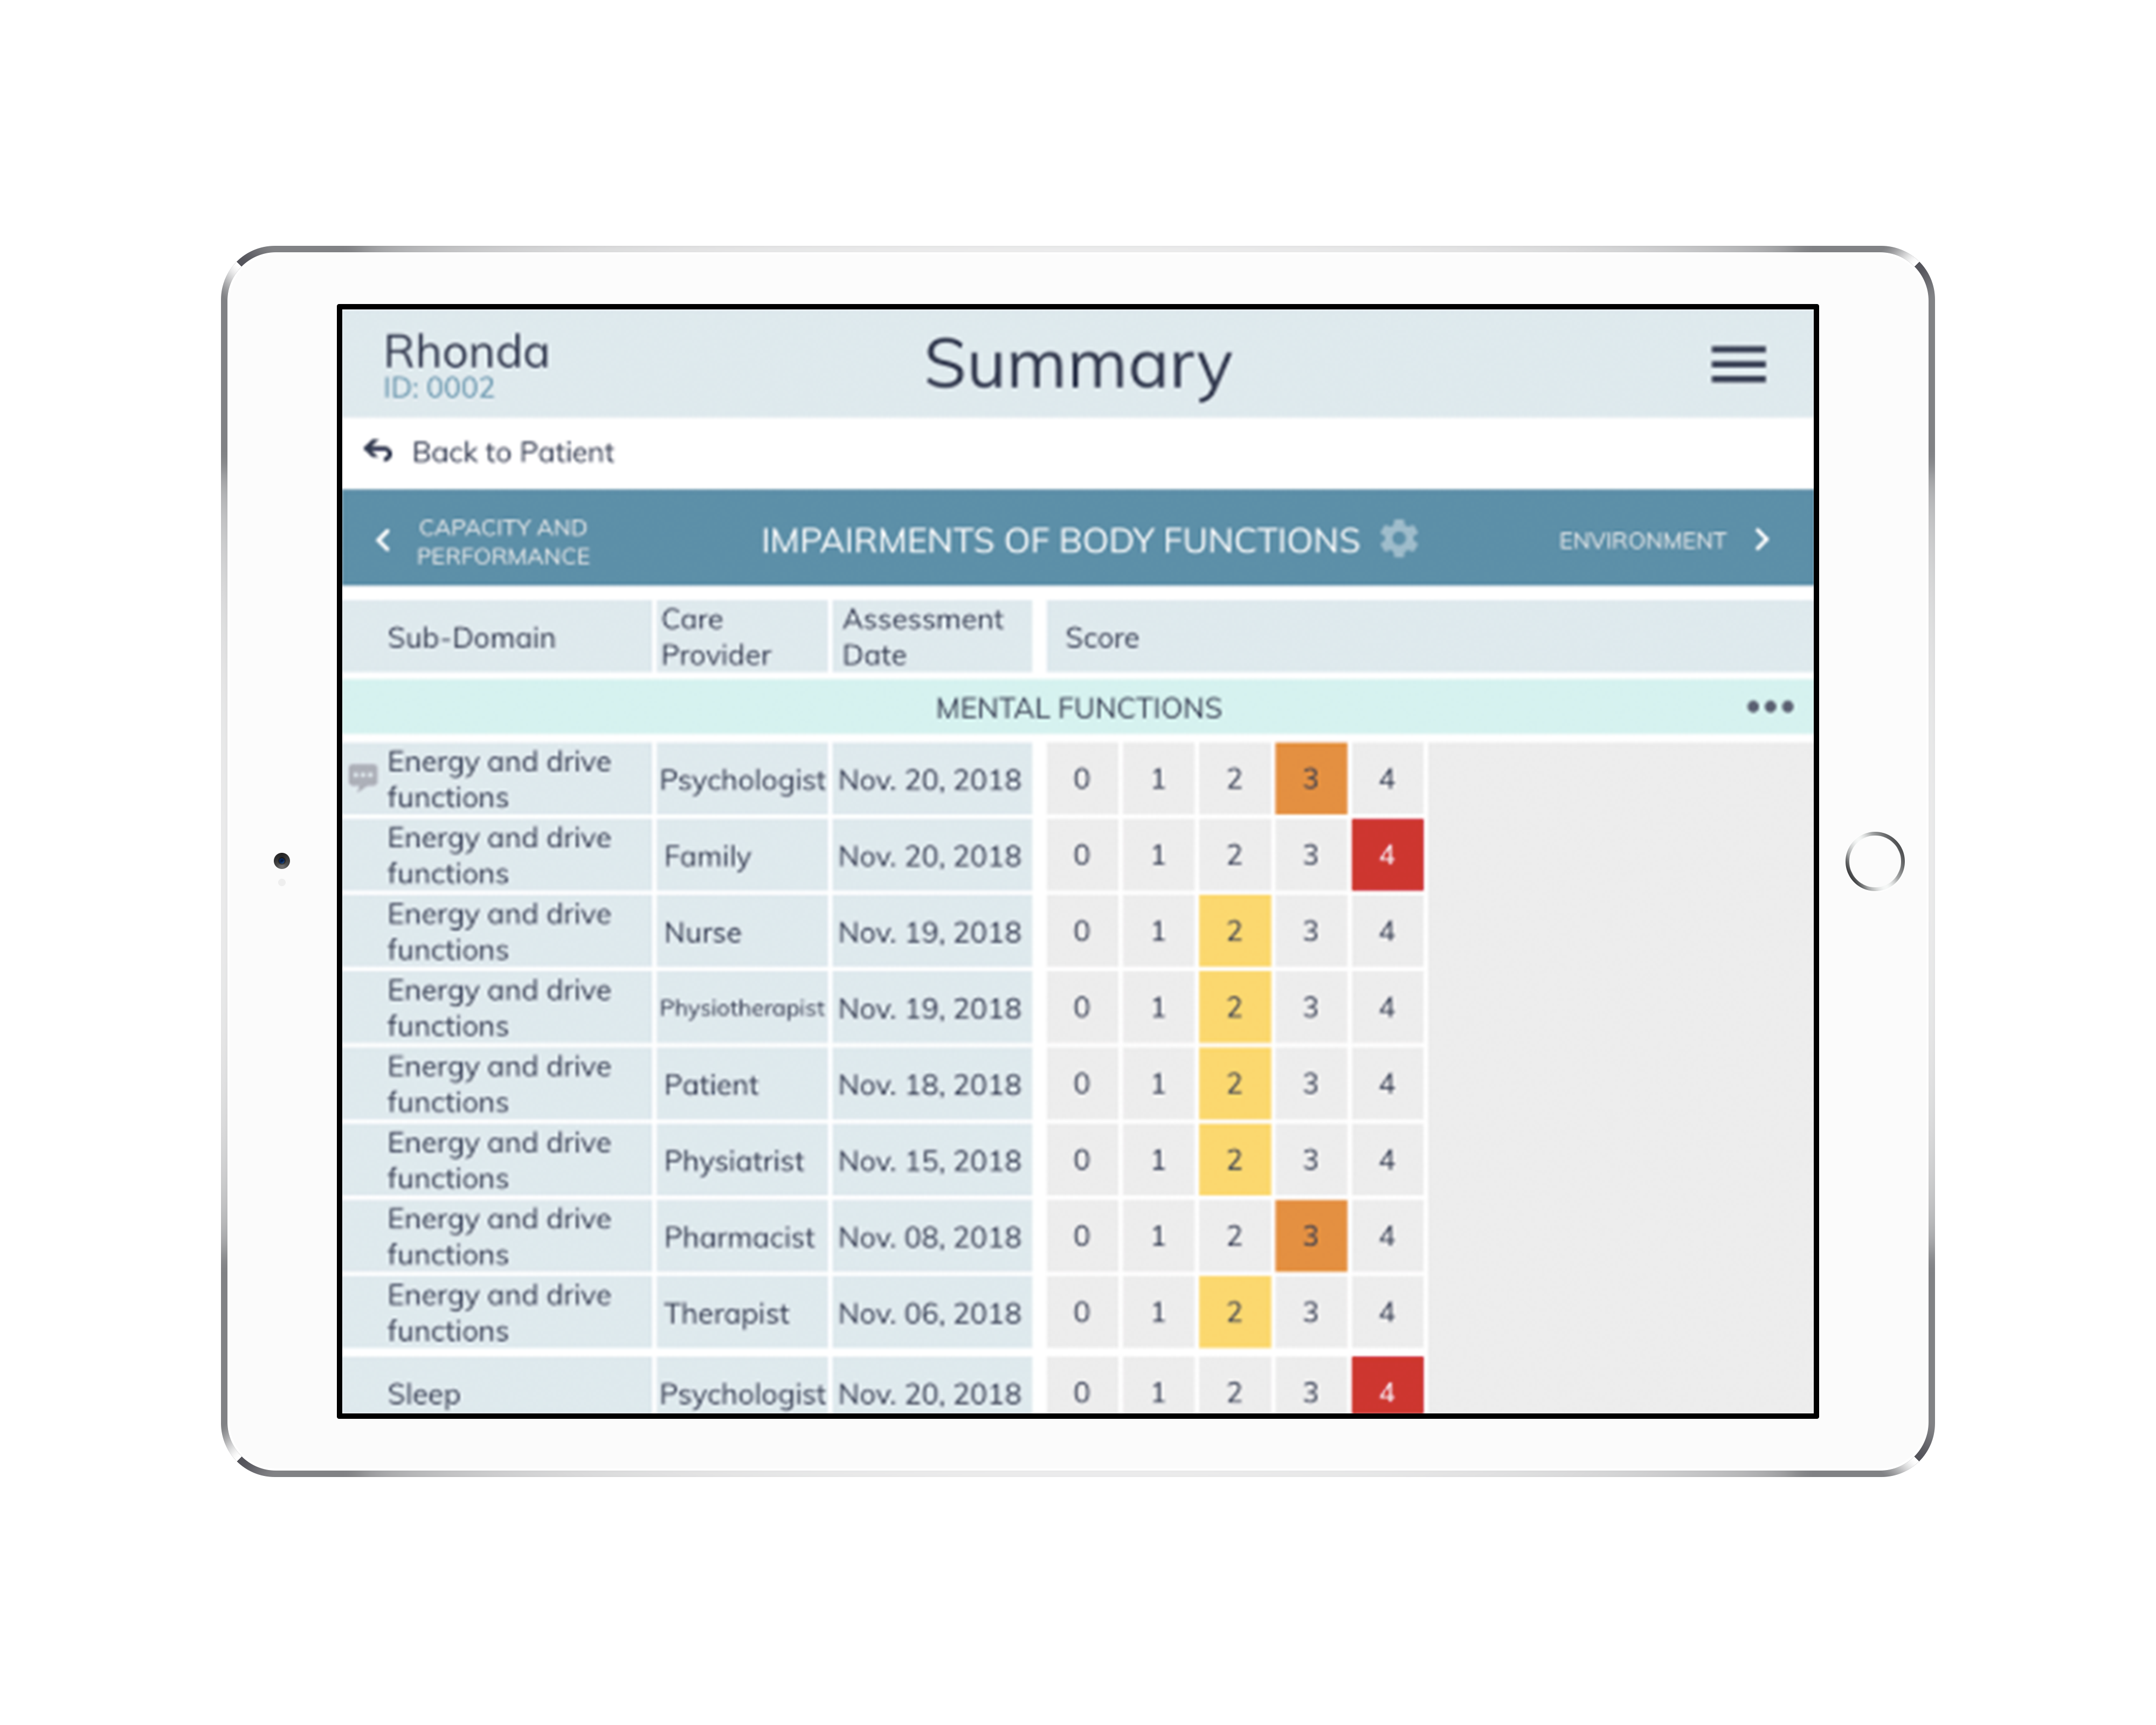 Rhonda
ID: 0002
Summary
Back to Patient
CAPACITY AND
PERFORMANCE
IMPAIRMENTS OF BODY FUNCTIONS
ENVIRONMENT
Sub-Domain
Care
Provider
Assessment
Date
Score
MENTAL FUNCTIONS
Energy and drive
functions
Psychologist Nov. 20, 2018 0 1 2 3 4
Energy and drive
functions
Family Nov. 20, 2018 0 1 2 3 4
Energy and drive
functions
Nurse Nov. 19, 2018 0 1 2 3 4
Energy and drive
functions
Physiotherapist Nov. 19, 2018 0 1 2 3 4
Energy and drive
functions
Patient Nov. 18, 2018 0 1 2 3 4
Energy and drive
functions
Physiatrist Nov. 15, 2018 0 1 2 3 4
Energy and drive
functions
Pharmacist Nov. 08, 2018 0 1 2 3 4
Energy and drive
functions
Therapist Nov. 06, 2018 0 1 2 3 4
Sleep Psychologist Nov. 20, 2018 0 1 2 3 4